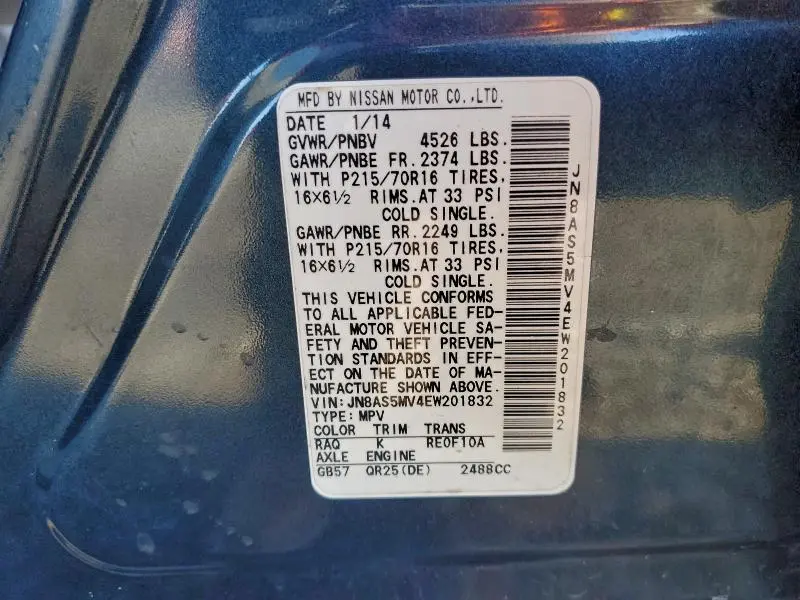 MFD BY NISSAN MOTOR CO.,LTD.
DATE 1/14
GVWR/PNBV 4526 LBS.
GAWR/PNBE FR. 2374 LBS.
WITH P215/70R16 TIRES,
16×6½ RIMS.AT 33 PSI
COLD SINGLE.
GAWR/PNBE RR. 2249 LBS.
WITH P215/70R16 TIRES,
16×6½ RIMS.AT 33 PSI
COLD SINGLE.
THIS VEHICLE CONFORMS
TO ALL APPLICABLE FED-
ERAL MOTOR VEHICLE SA-
FETY AND THEFT PREVEN-
TION STANDARDS IN EFF-
ECT ON THE DATE OF MA-
NUFACTURE SHOWN ABOVE.
VIN:JN8AS5MV4EW201832
TYPE:MPV
COLOR TRIM TRANS
RAQ K RE0F10A
AXLE ENGINE
GB57 QR25(DE) 2488CC
JN8AS5MV4EW201832